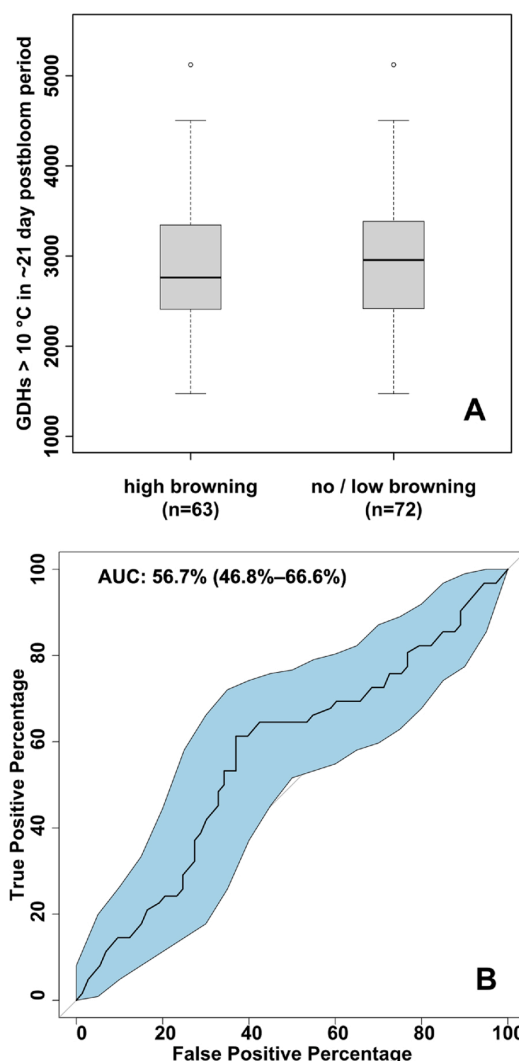 GDHs > 10 °C in ~21 day postbloom period
5000
4000
3000
2000
1000
A
high browning
(n=63)
no / low browning
(n=72)
AUC: 56.7% (46.8%–66.6%)
True Positive Percentage
100
80
60
40
20
0
B
0
20
40
60
80
100
False Positive Percentage